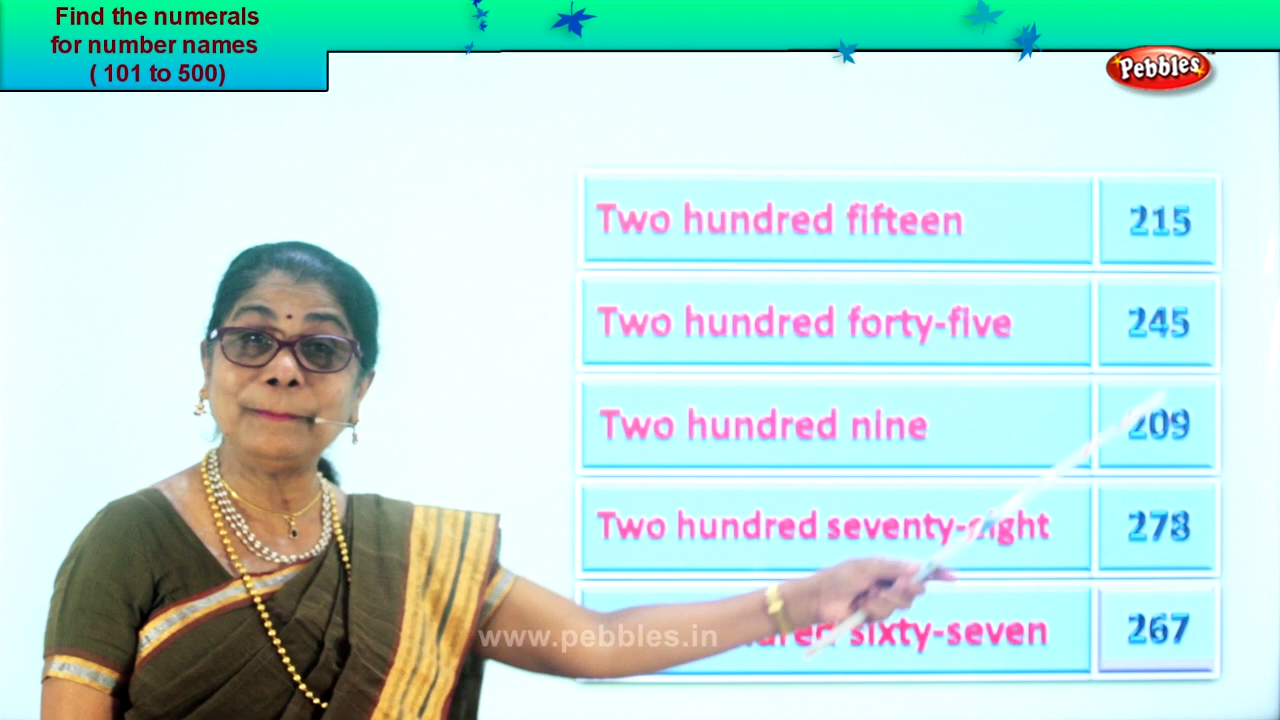 Find the numerals
for number names
( 101 to 500)
Pebbles
Two hundred fifteen 215
Two hundred forty-five 245
Two hundred nine 209
Two hundred seventy-eight 278
sixty-seven 267
www.pebbles.in